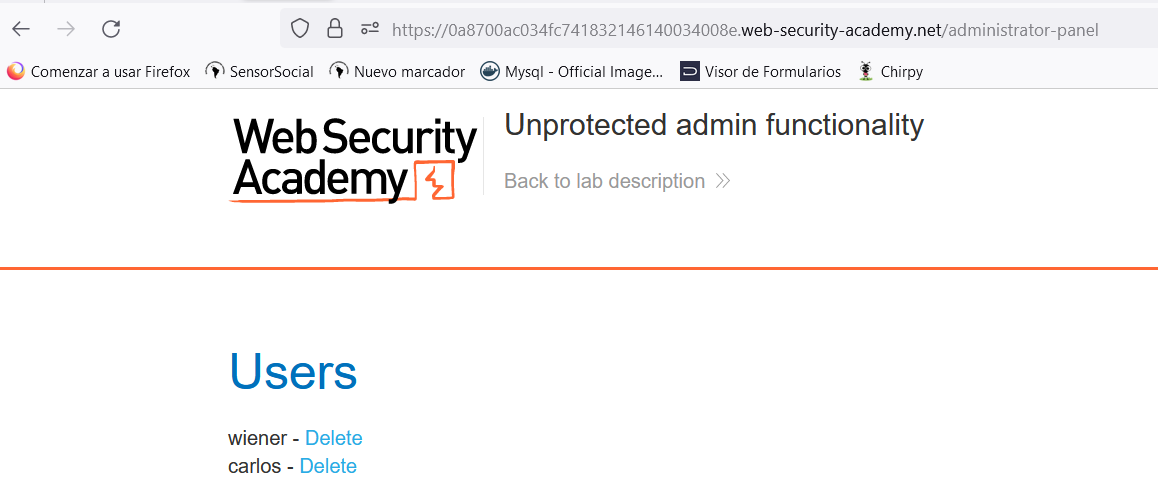 https://0a8700ac034fc741832146140034008e.web-security-academy.net/administrator-panel
Comenzar a usar Firefox SensorSocial Nuevo marcador Mysql - Official Image... Visor de Formularios Chirpy
Web Security
Academy
Unprotected admin functionality
Back to lab description
Users
wiener - Delete
carlos - Delete